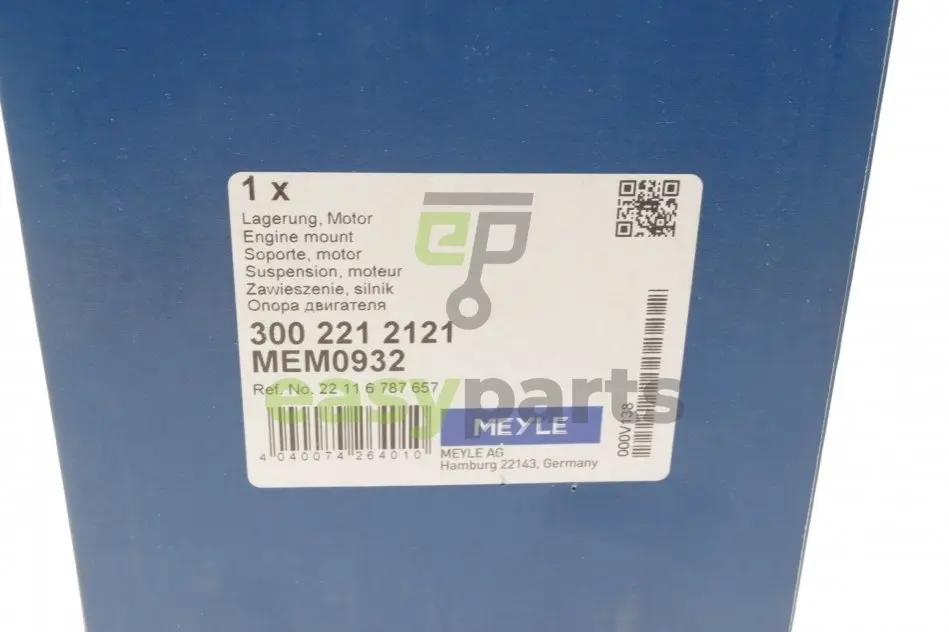 1 x
Lagerung, Motor
Engine mount
Soporte, motor
Suspension, moteur
Zawieszenie, silnik
Опора двигателя
300 221 2121
MEM0932
Ref. No. 22 11 6 787 657
4 040074 264010
MEYLE
MEYLE AG
Hamburg 22143, Germany
000V138
ep
easyparts